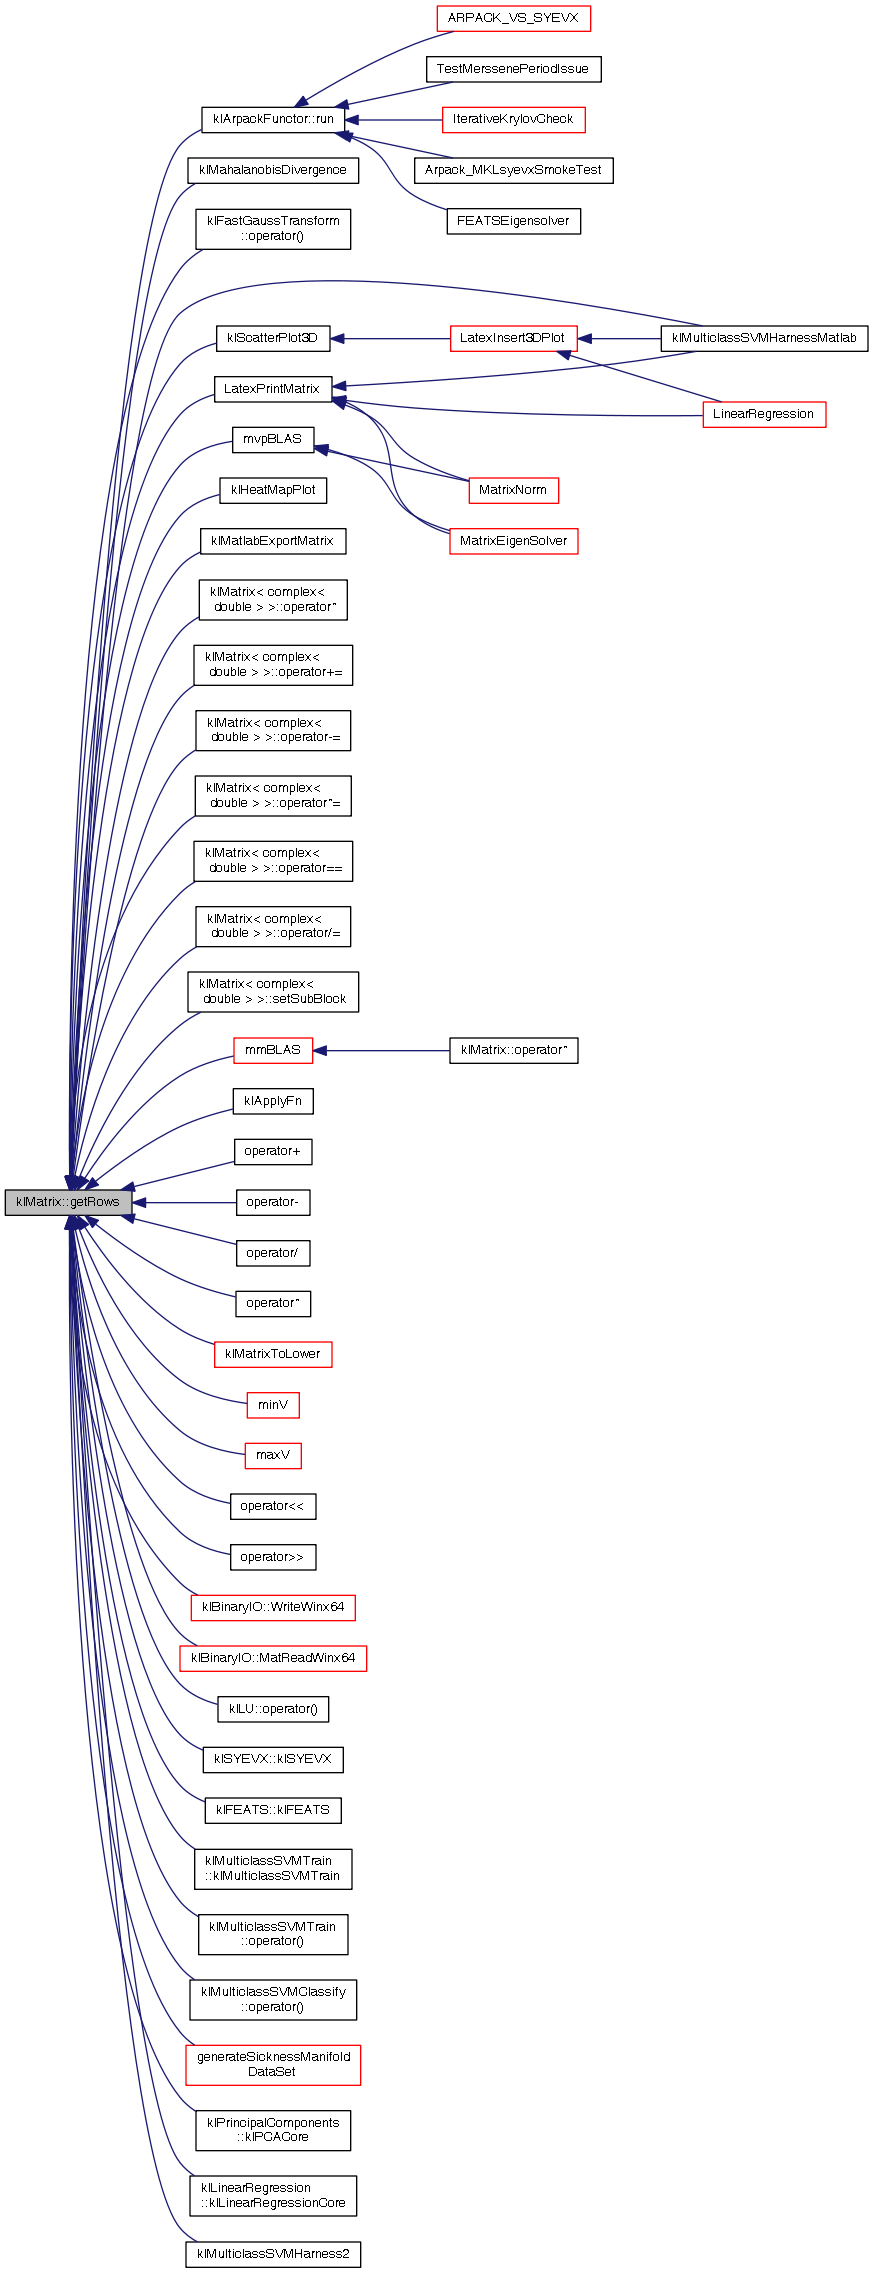 ARPACK_VS_SYEVX
TestMerssenePeriodIssue
klArpackFunctor::run
IterativeKrylovCheck
klMahalanobisDivergence
Arpack_MKLsyevxSmokeTest
klFastGaussTransform
::operator()
FEATSEigensolver
klScatterPlot3D
LatexInsert3DPlot
klMulticlassSVMHarnessMatlab
LatexPrintMatrix
LinearRegression
mvpBLAS
klHeatMapPlot
MatrixNorm
klMatlabExportMatrix
MatrixEigenSolver
klMatrix< complex<
double > >::operator^
klMatrix< complex<
double > >::operator+=
klMatrix< complex<
double > >::operator-=
klMatrix< complex<
double > >::operator^=
klMatrix< complex<
double > >::operator==
klMatrix< complex<
double > >::operator/=
klMatrix< complex<
double > >::setSubBlock
mmBLAS
klMatrix::operator^
klApplyFn
operator+
klMatrix::getRows
operator-
operator/
operator^
klMatrixToLower
minV
maxV
operator<<
operator>>
klBinaryIO::WriteWinx64
klBinaryIO::MatReadWinx64
klLU::operator()
klSYEVX::klSYEVX
klFEATS::klFEATS
klMulticlassSVMTrain
::klMulticlassSVMTrain
klMulticlassSVMTrain
::operator()
klMulticlassSVMClassify
::operator()
generateSicknessManifold
DataSet
klPrincipalComponents
::klPCACore
klLinearRegression
::klLinearRegressionCore
klMulticlassSVMHarness2